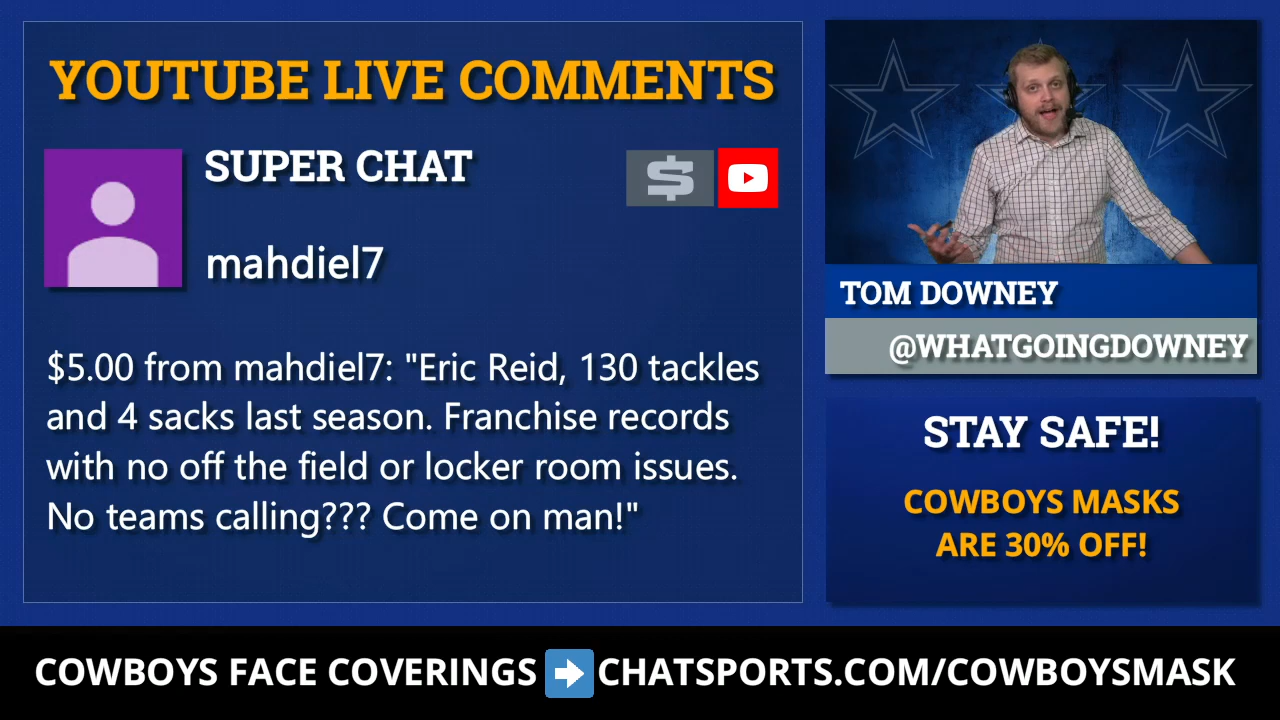 YOUTUBE LIVE COMMENTS
SUPER CHAT
$
mahdiel7
$5.00 from mahdiel7: "Eric Reid, 130 tackles
and 4 sacks last season. Franchise records
with no off the field or locker room issues.
No teams calling??? Come on man!"
TOM DOWNEY
@WHATGOINGDOWNEY
STAY SAFE!
COWBOYS MASKS
ARE 30% OFF!
COWBOYS FACE COVERINGS ➡ CHATSPORTS.COM/COWBOYSMASK